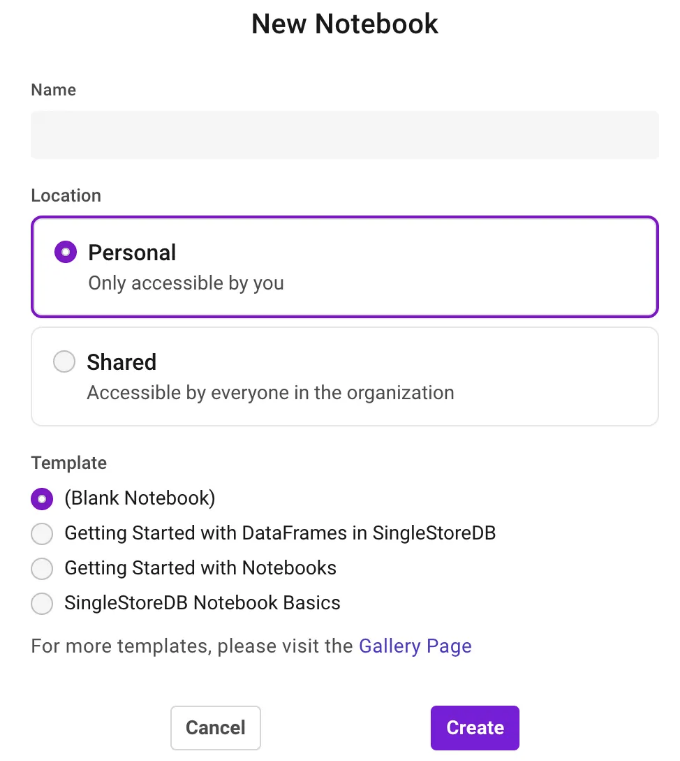 New Notebook
Name
Location
Personal
Only accessible by you
Shared
Accessible by everyone in the organization
Template
(Blank Notebook)
Getting Started with DataFrames in SingleStoreDB
Getting Started with Notebooks
SingleStoreDB Notebook Basics
For more templates, please visit the Gallery Page
Cancel Create